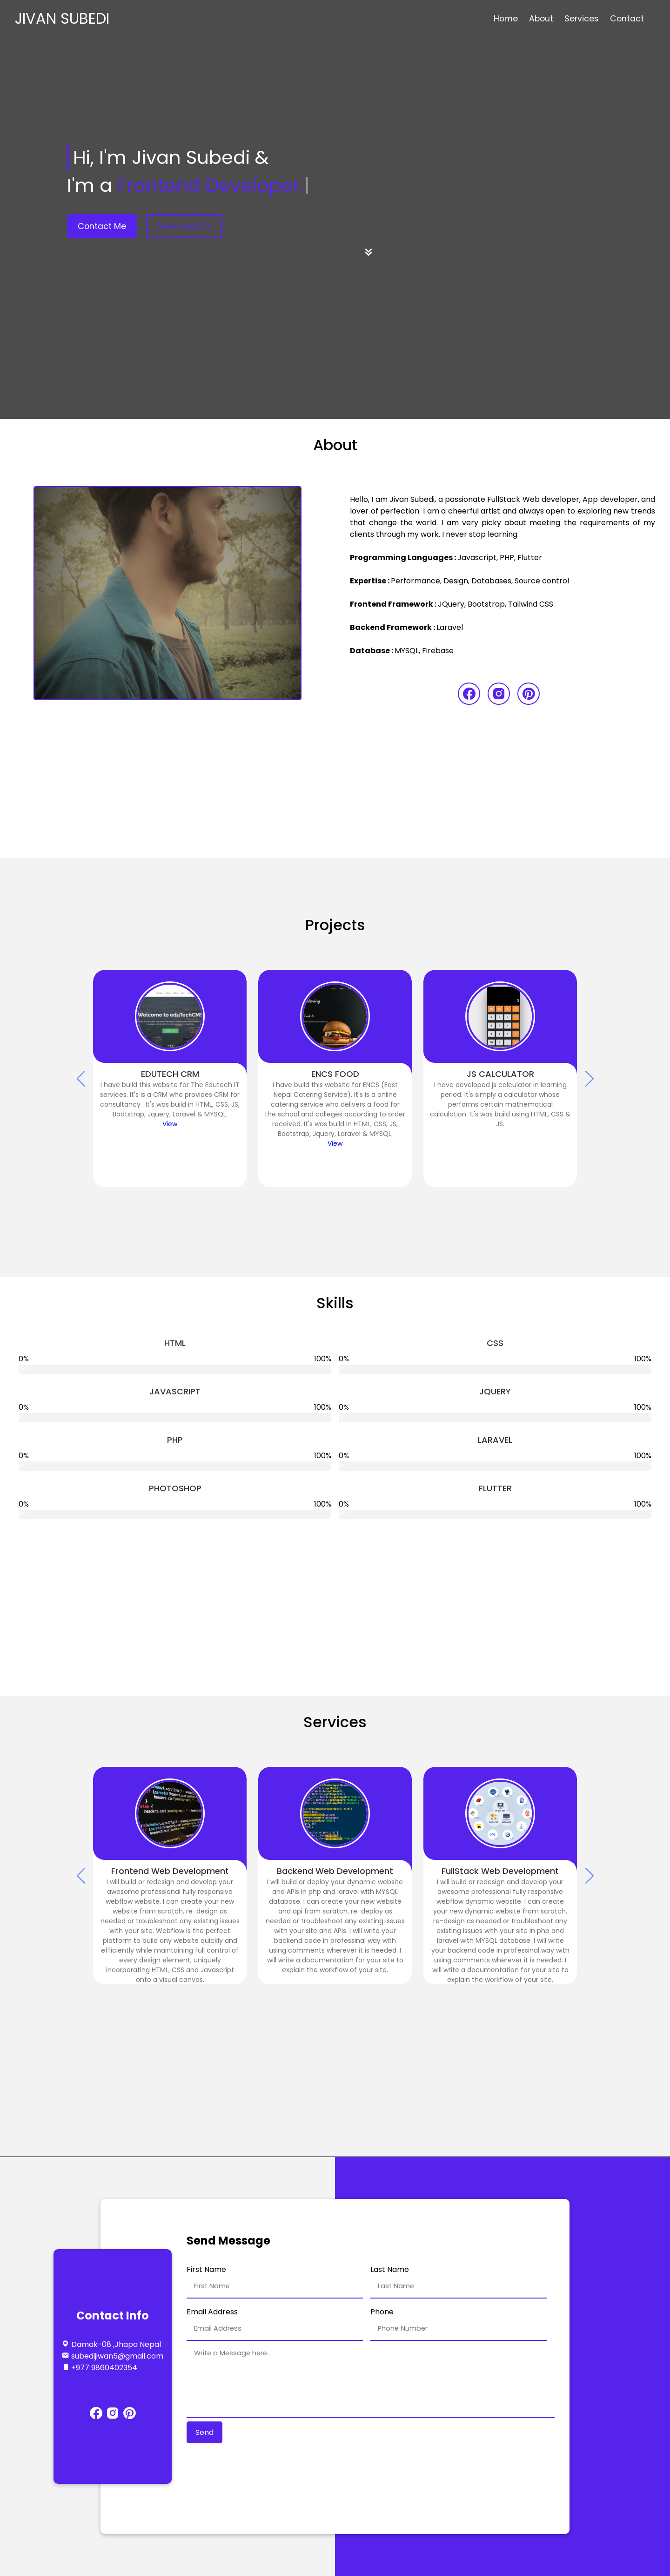 JIVAN SUBEDI
Home
About
Services
Contact
Hi, I'm Jivan Subedi &
I'm a Frontend Developer.
Contact Me
About
Hello, I am Jivan Subedi, a passionate FullStack Web developer, App developer, and
lover of perfection. I am a cheerful artist and always open to exploring new trends
that change the world. I am very picky about meeting the requirements of my
clients through my work. I never stop learning.
Programming Languages : Javascript, PHP, Flutter
Expertise : Performance, Design, Databases, Source control
Frontend Framework : JQuery, Bootstrap, Tailwind CSS
Backend Framework : Laravel
Database : MYSQL, Firebase
Projects
Welcome to eduTechCM!
EDUTECH CRM
I have build this website for The Edutech IT
services. It's is a CRM who provides CRM for
consultancy . It's was build in HTML, CSS, JS,
Bootstrap, Jquery, Laravel & MYSQL.
View
ENCS FOOD
I have build this website for ENCS (East
Nepal Catering Service). It's is a online
catering service who delivers a food for
the school and colleges according to order
received. It's was build in HTML, CSS, JS,
Bootstrap, Jquery, Laravel & MYSQL.
View
JS CALCULATOR
I have developed js calculator in learning
period. It's simply a calculator whose
performs certain mathematical
calculation. It's was build using HTML, CSS &
JS.
Skills
HTML
0% 100%
CSS
0% 100%
JAVASCRIPT
0% 100%
JQUERY
0% 100%
PHP
0% 100%
LARAVEL
0% 100%
PHOTOSHOP
0% 100%
FLUTTER
0% 100%
Services
Frontend Web Development
I will build or redesign and develop your
awesome professional fully responsive
webflow website. I can create your new
website from scratch, re-design as
needed or troubleshoot any existing issues
with your site. Webflow is the perfect
platform to build any website quickly and
efficiently while maintaining full control of
every design element, uniquely
incorporating HTML, CSS and Javascript
onto a visual canvas.
Backend Web Development
I will build or deploy your dynamic website
and APIs in php and laravel with MYSQL
database. I can create your new website
and api from scratch, re-deploy as
needed or troubleshoot any existing issues
with your site and APIs. I will write your
backend code in professinal way with
using comments wherever it is needed. I
will write a documentation for your site to
explain the workflow of your site.
FullStack Web Development
I will build or redesign and develop your
awesome professional fully responsive
webflow dynamic website. I can create
your new dynamic website from scratch,
re-design as needed or troubleshoot any
existing issues with your site in php and
laravel with MYSQL database. I will write
your backend code in professinal way with
using comments wherever it is needed. I
will write a documentation for your site to
explain the workflow of your site.
Contact Info
Damak-08 ,Jhapa Nepal
subedijiwan5@gmail.com
+977 9860402354
Send Message
First Name
First Name
Last Name
Last Name
Email Address
Email Address
Phone
Phone Number
Write a Message here..
Send